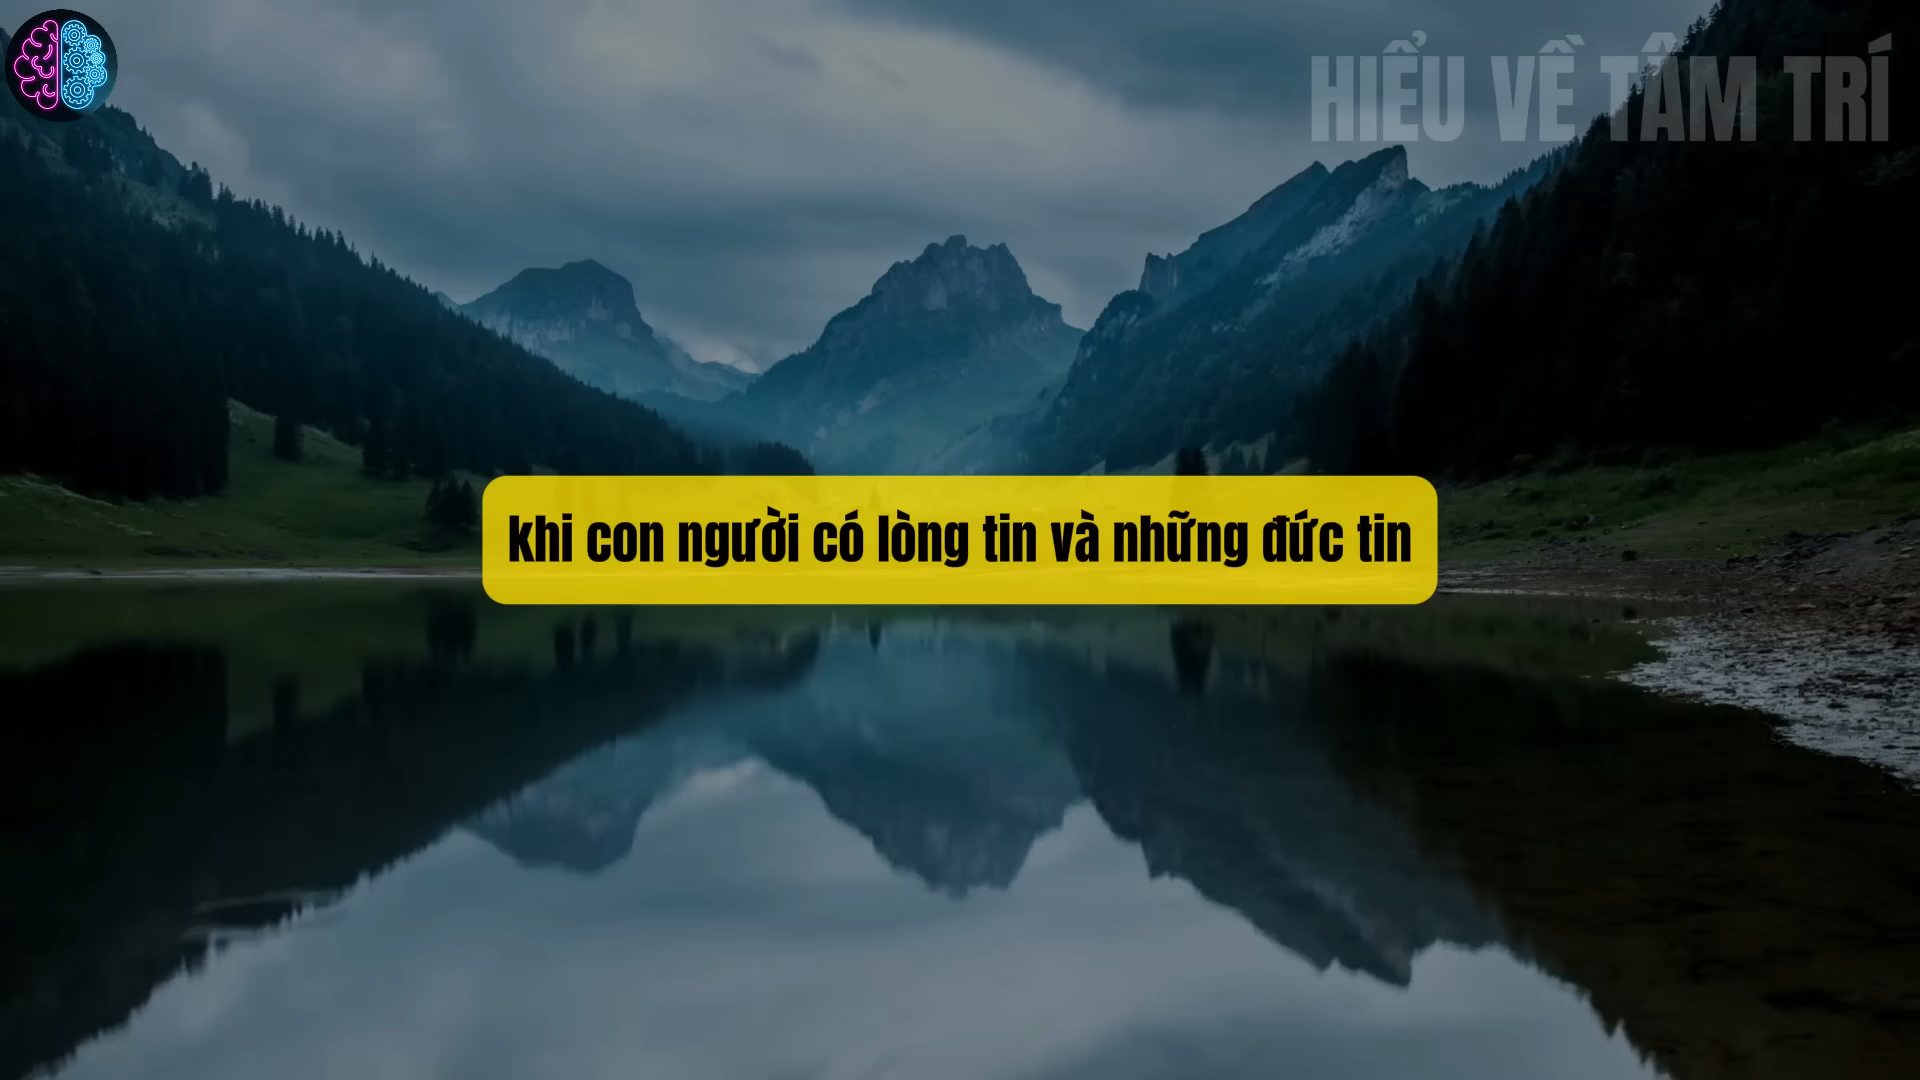 HIỂU VỀ TÂM TRÍ
khi con người có lòng tin và những đức tin